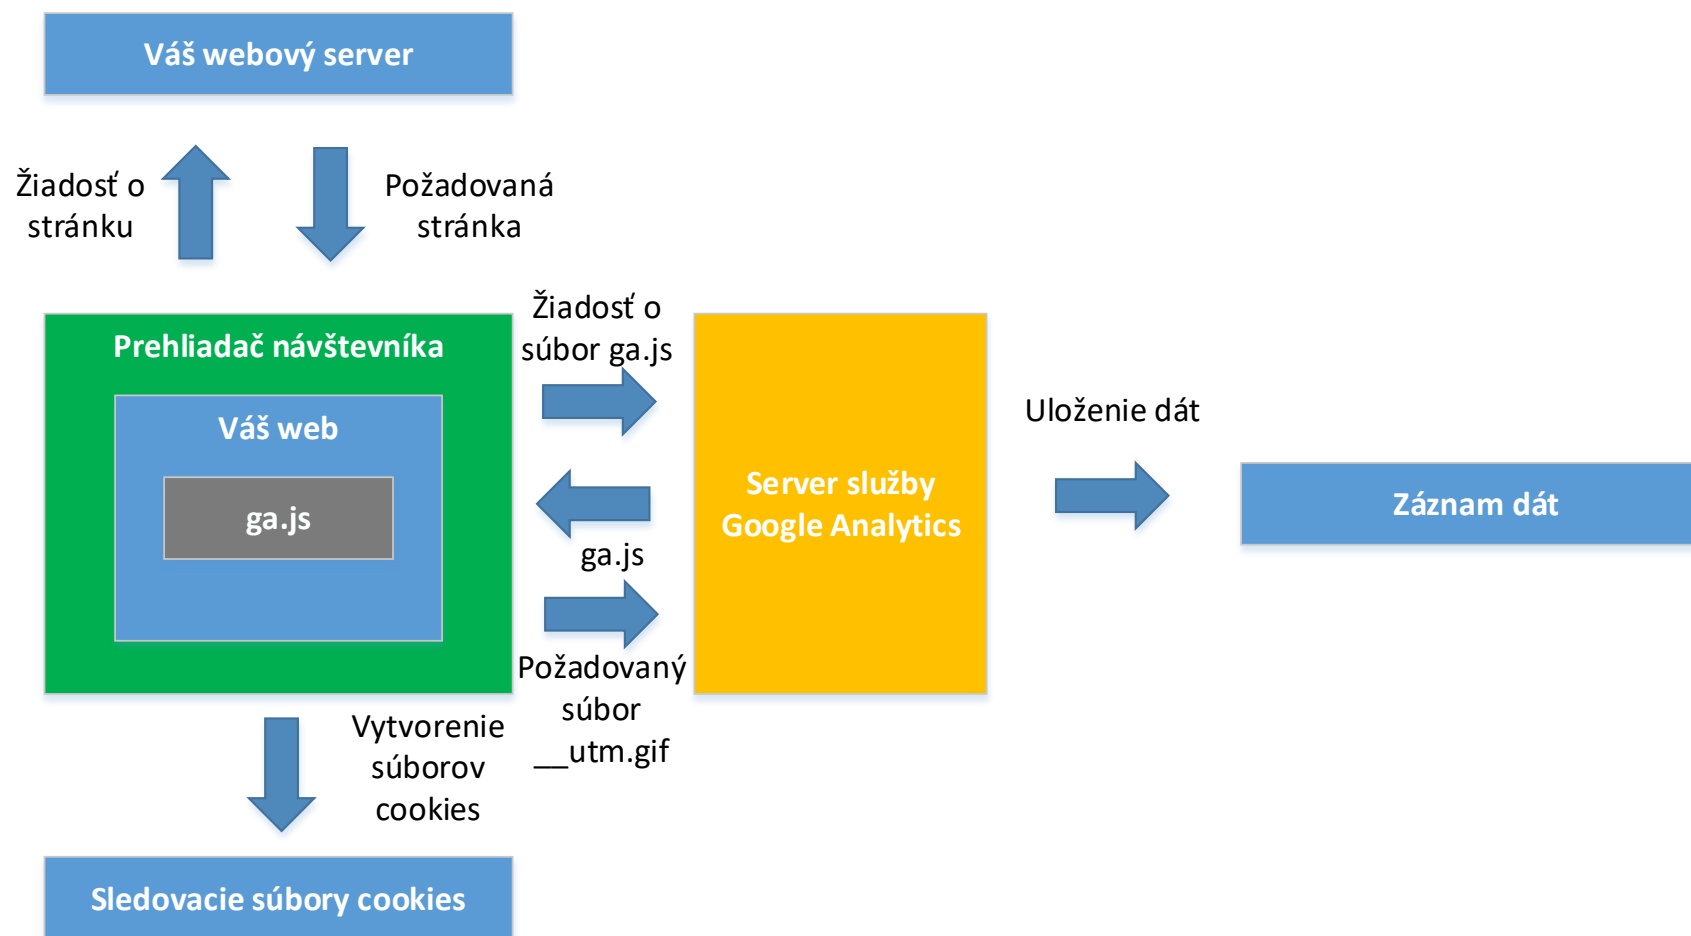 Váš webový server
Žiadosť o
stránku
Požadovaná
stránka
Prehliadač návštevníka
Váš web
ga.js
Žiadosť o
súbor ga.js
ga.js
Požadovaný
súbor
__utm.gif
Server služby
Google Analytics
Uloženie dát
Záznam dát
Vytvorenie
súborov
cookies
Sledovacie súbory cookies